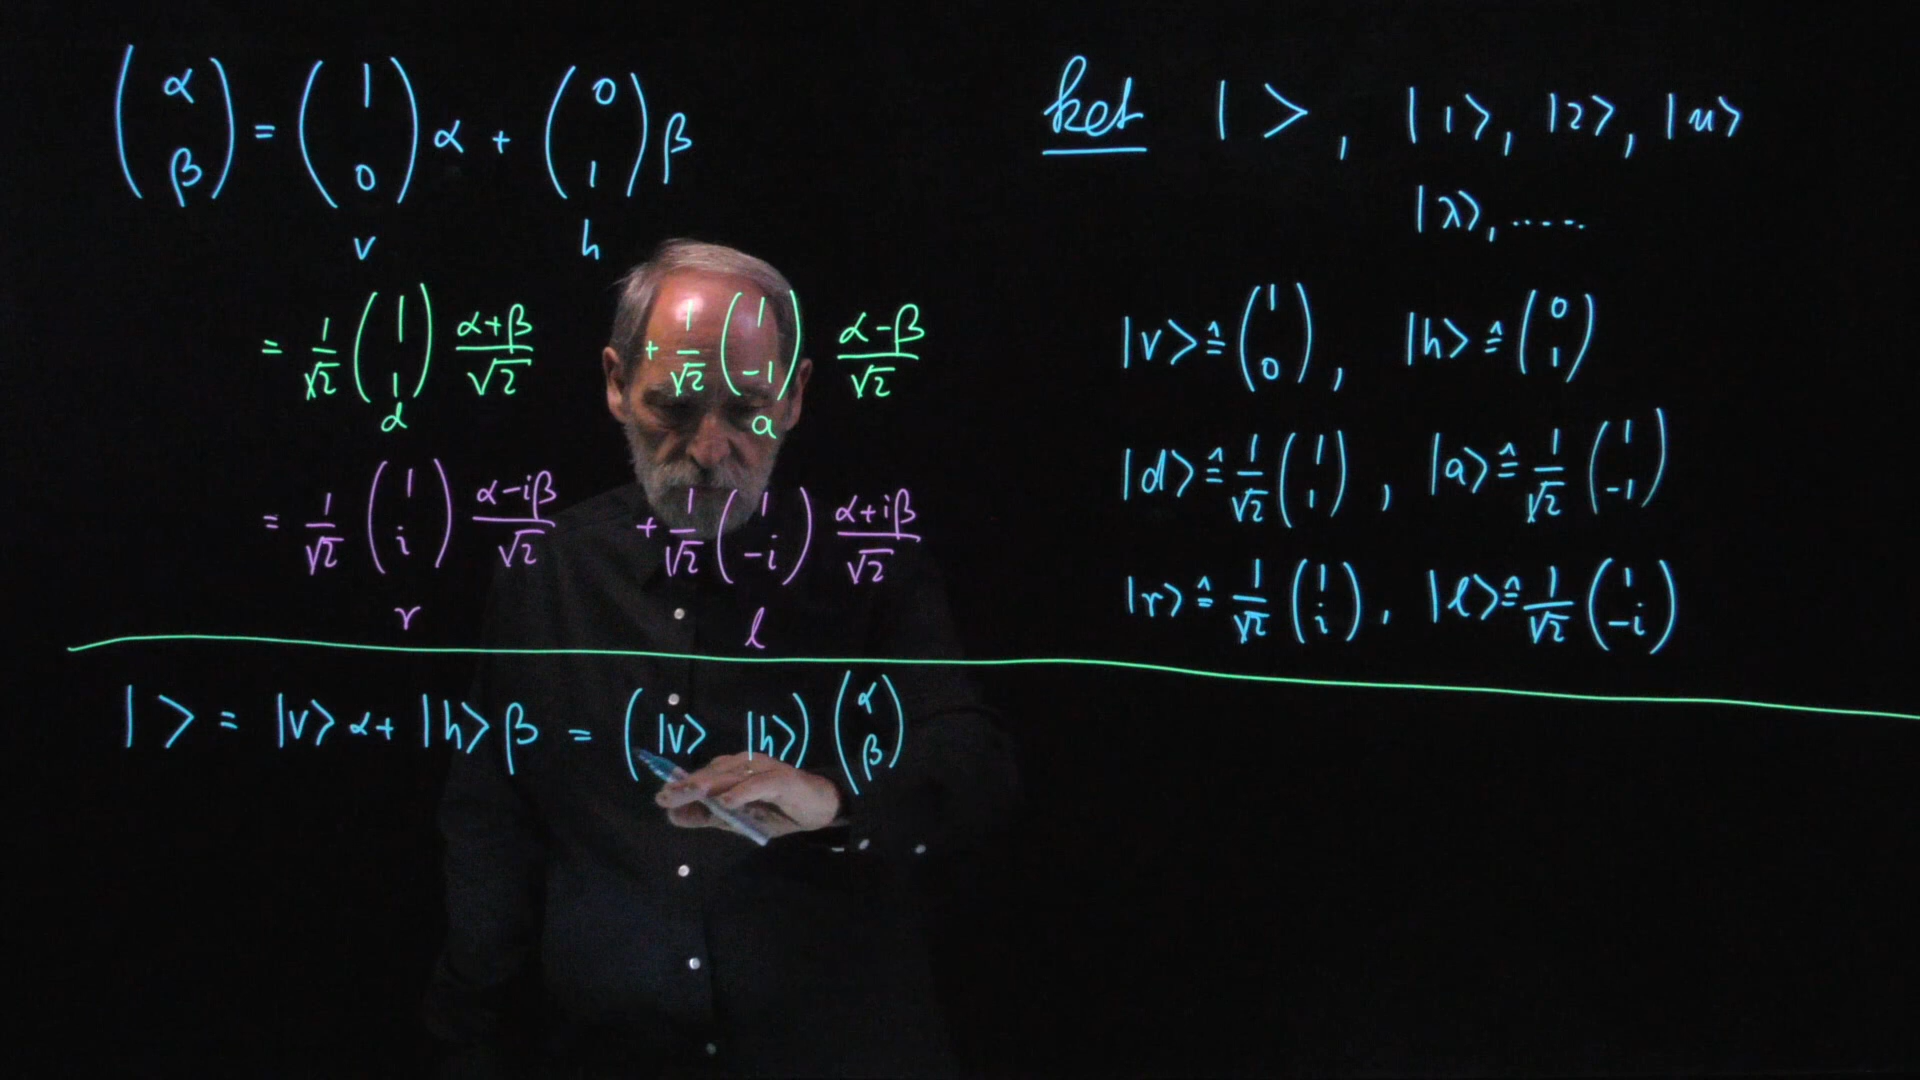 (α β) = (1 0) α + (0 1) β
v h
= 1/√2 (1 1) α+β/√2 + 1/√2 (1 -1) α-β/√2
d a
= 1/√2 (1 i) α-iβ/√2 + 1/√2 (1 -i) α+iβ/√2
r l
ket | >, |1>, |2>, |n>
|λ>, .....
|v> ≙ (1 0), |h> ≙ (0 1)
|d> ≙ 1/√2 (1 1), |a> ≙ 1/√2 (1 -1)
|r> ≙ 1/√2 (1 i), |l> ≙ 1/√2 (1 -i)
| > = |v> α + |h> β = (|v> |h>) (α β)